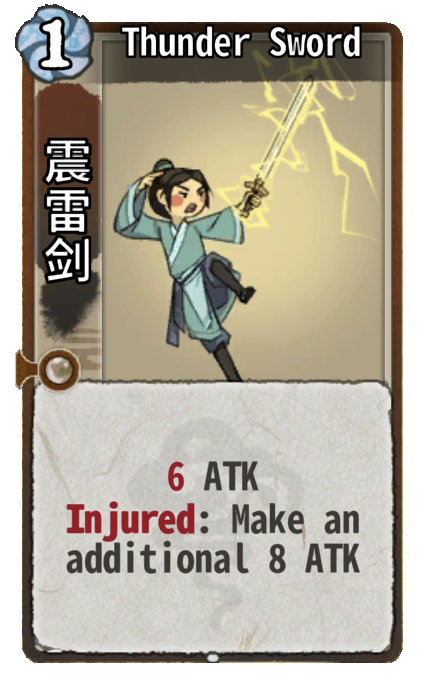 1
Thunder Sword
震雷剑
6 ATK
Injured: Make an
additional 8 ATK